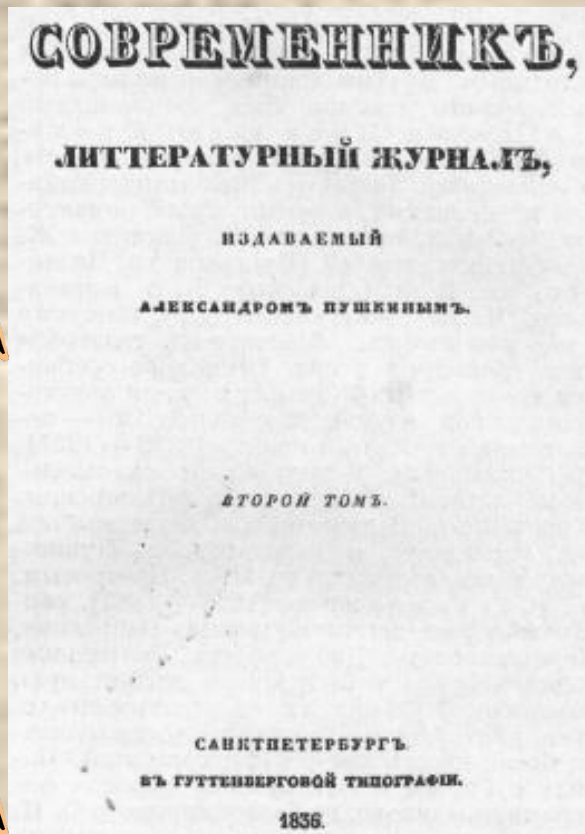 СОВРЕМЕННИКЪ,
ЛИТТЕРАТУРНЫЙ ЖУРНАЛЪ,
ИЗДАВАЕМЫЙ
АЛЕКСАНДРОМЪ ПУШКИНЫМЪ.
ВТОРОЙ ТОМЪ.
САНКТПЕТЕРБУРГЪ.
ВЪ ГУТТЕНБЕРГОВОЙ ТИПОГРАФІИ.
1836.